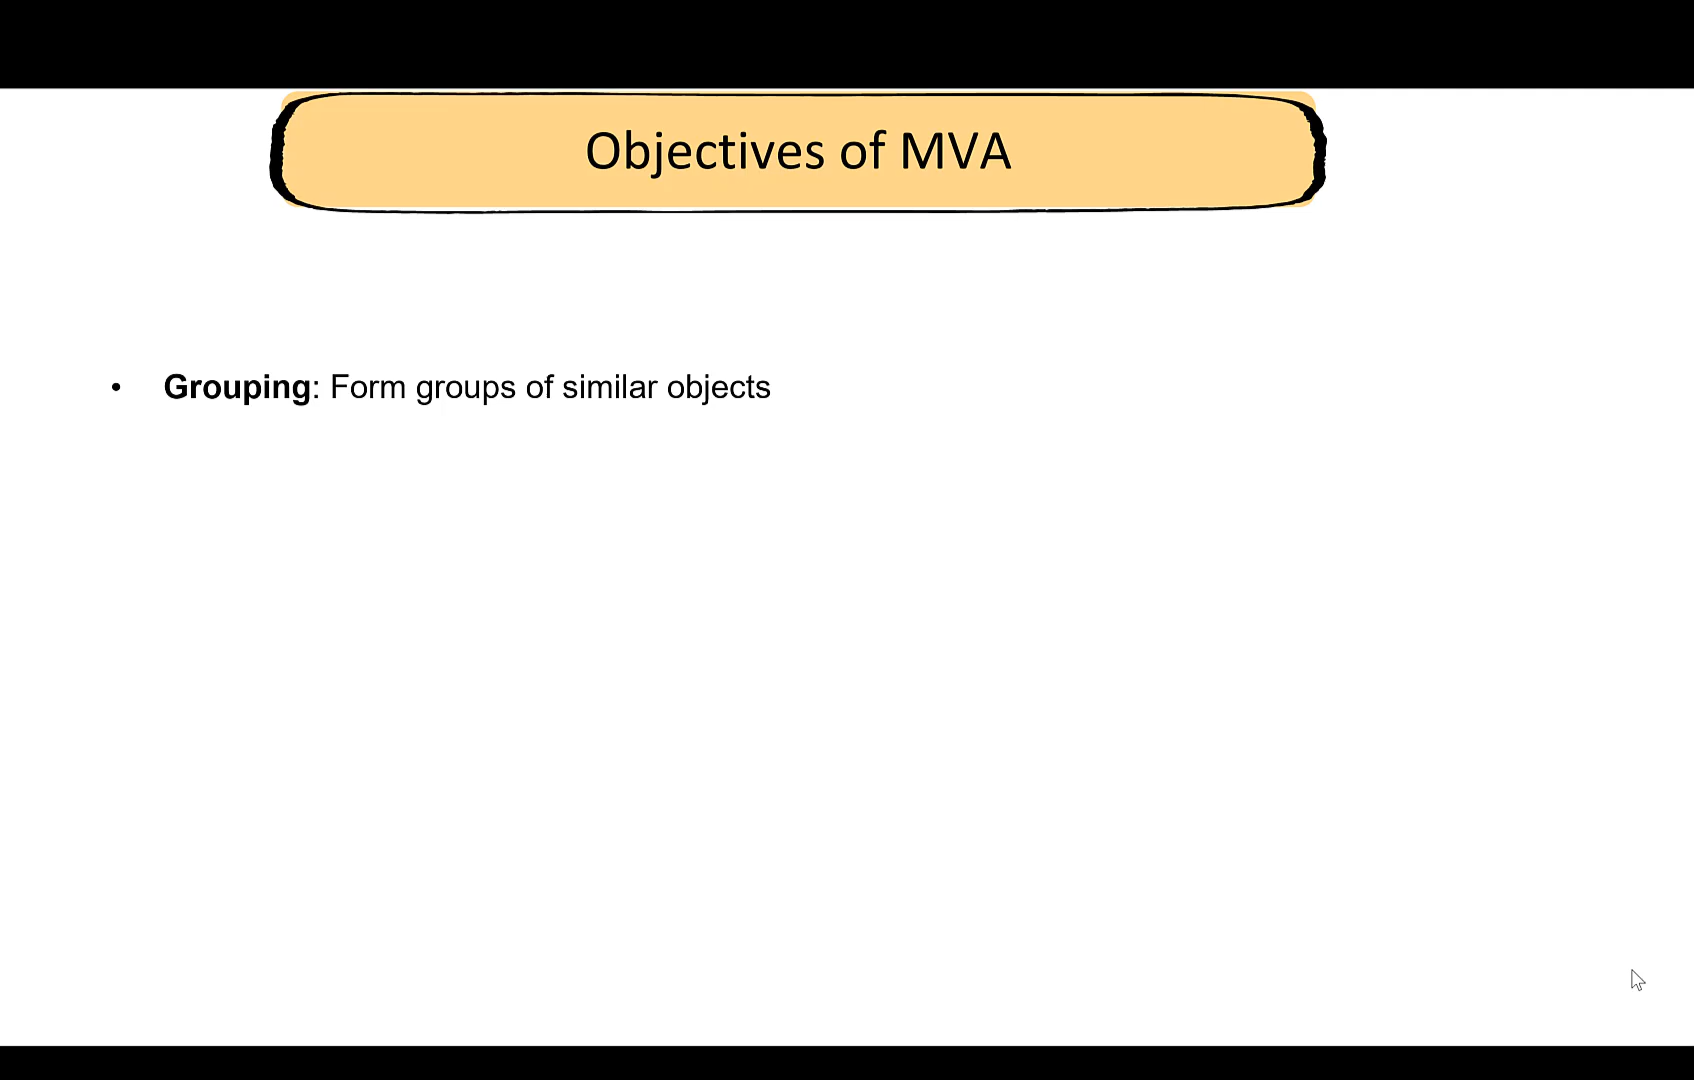 Objectives of MVA
• Grouping: Form groups of similar objects